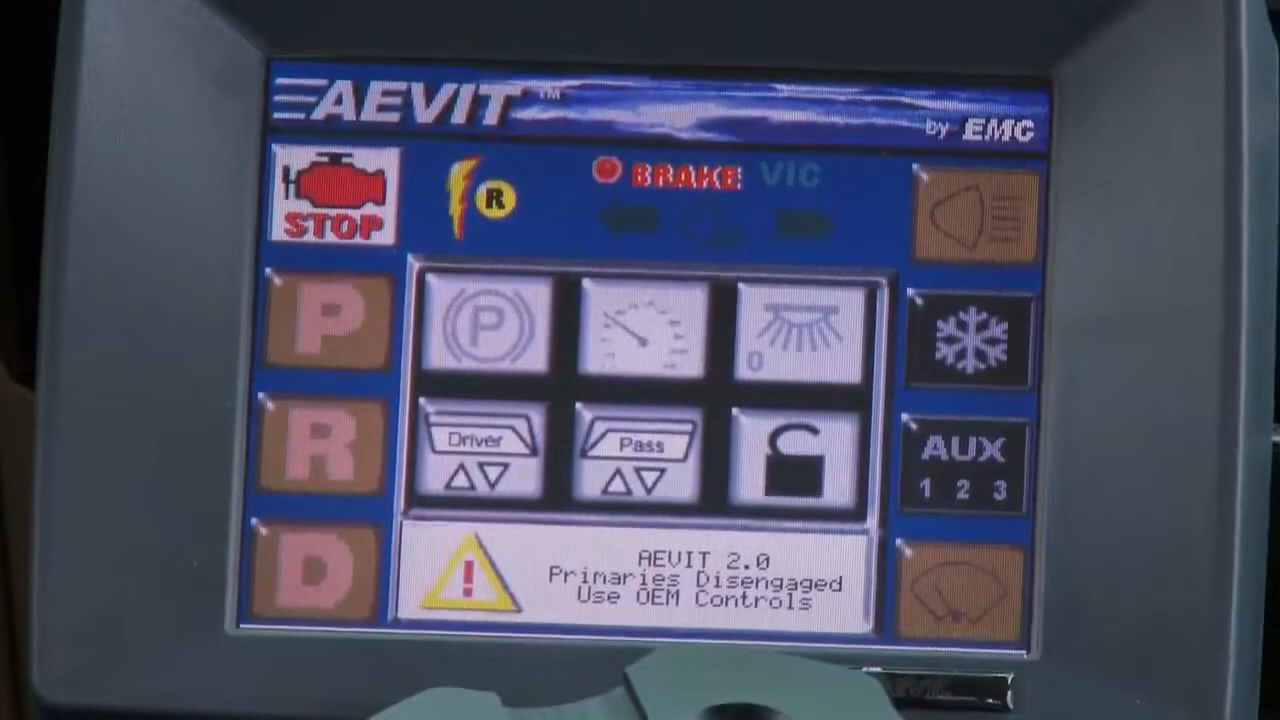 AEVIT™
by EMC
STOP
R
BRAKE VIC
P
P
0
R
Driver
Pass
AUX
1 2 3
D
!
AEVIT 2.0
Primaries Disengaged
Use OEM Controls